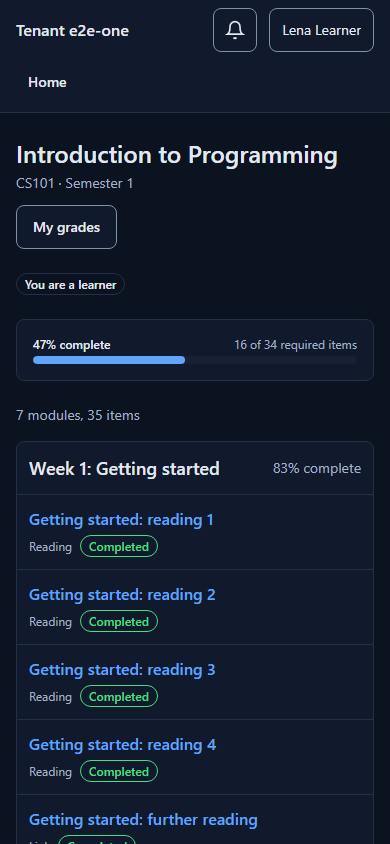 Tenant e2e-one
Lena Learner
Home
Introduction to Programming
CS101 · Semester 1
My grades
You are a learner
47% complete
16 of 34 required items
7 modules, 35 items
Week 1: Getting started
83% complete
Getting started: reading 1
Reading Completed
Getting started: reading 2
Reading Completed
Getting started: reading 3
Reading Completed
Getting started: reading 4
Reading Completed
Getting started: further reading